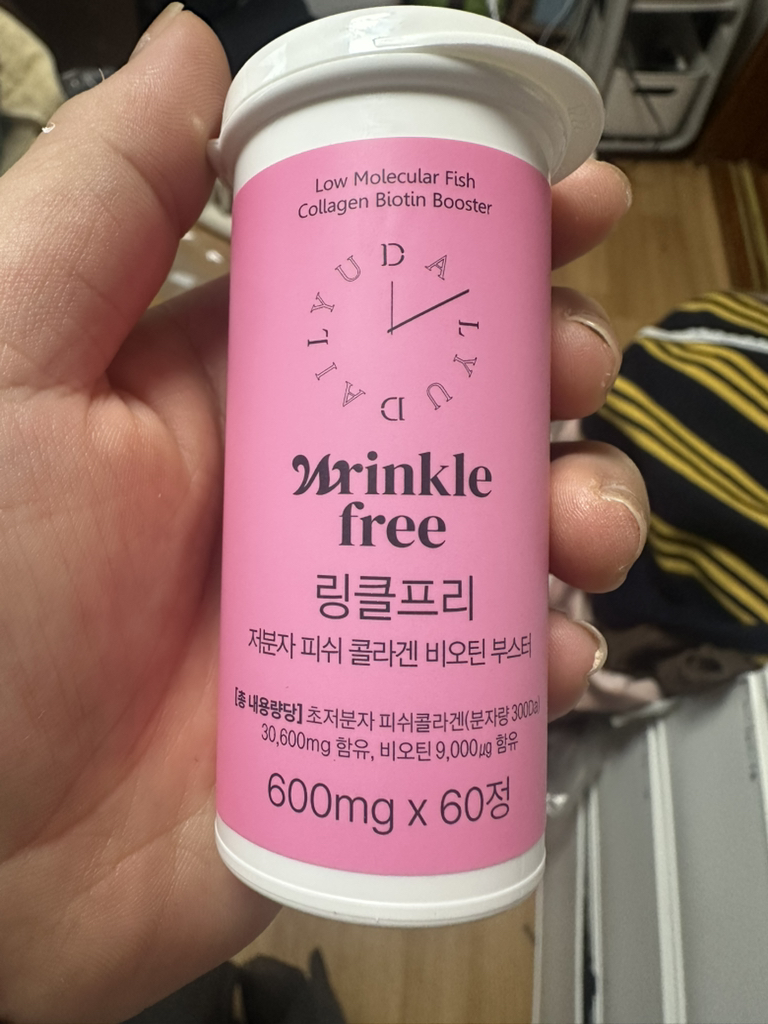 Low Molecular Fish
Collagen Biotin Booster
DAILYU DAILYU
Wrinkle
free
링클프리
저분자 피쉬 콜라겐 비오틴 부스터
[총 내용량당] 초저분자 피쉬콜라겐(분자량 300Da)
30,600mg 함유, 비오틴 9,000㎍ 함유
600mg x 60정